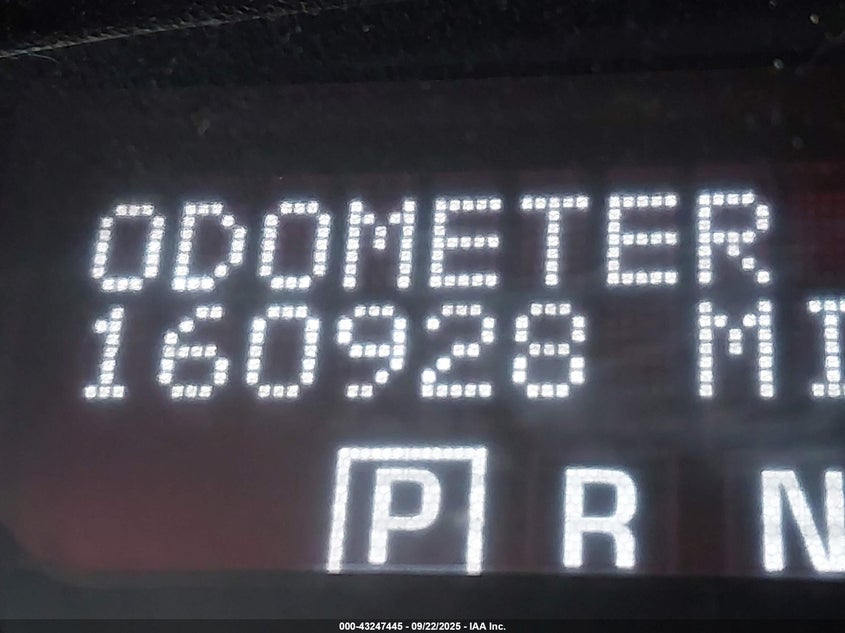 ODOMETER
160928 MI
P R N
000-43247445 - 09/22/2025 - IAA Inc.